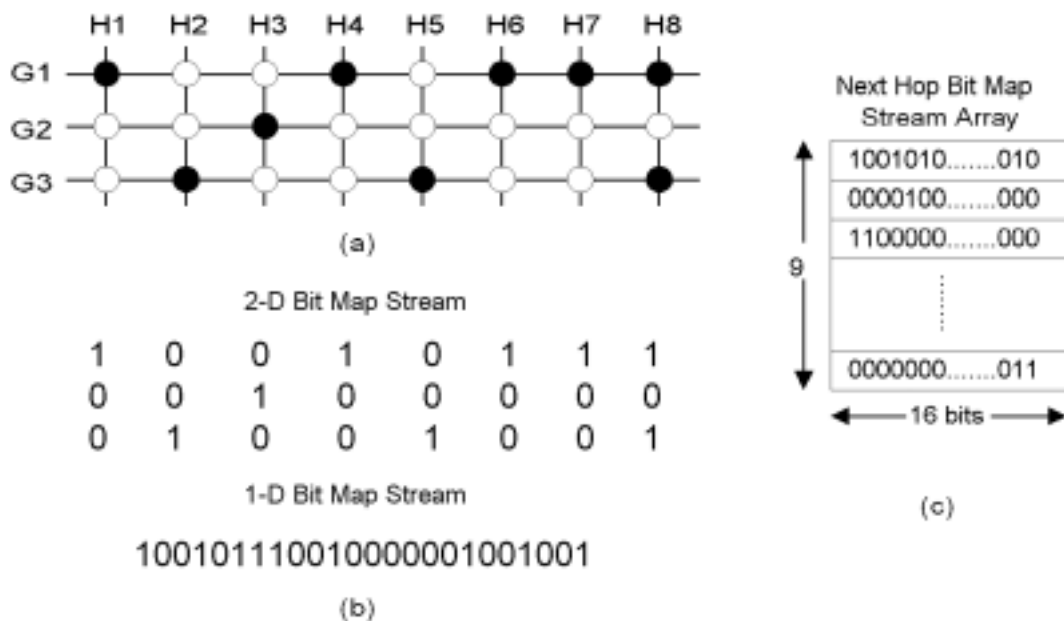 H1 H2 H3 H4 H5 H6 H7 H8
G1
G2
G3
(a)
2-D Bit Map Stream
1 0 0 1 0 1 1 1
0 0 1 0 0 0 0 0
0 1 0 0 1 0 0 1
1-D Bit Map Stream
100101110010000001001001
(b)
Next Hop Bit Map
Stream Array
1001010.......010
0000100.......000
1100000.......000
9
0000000.......011
16 bits
(c)